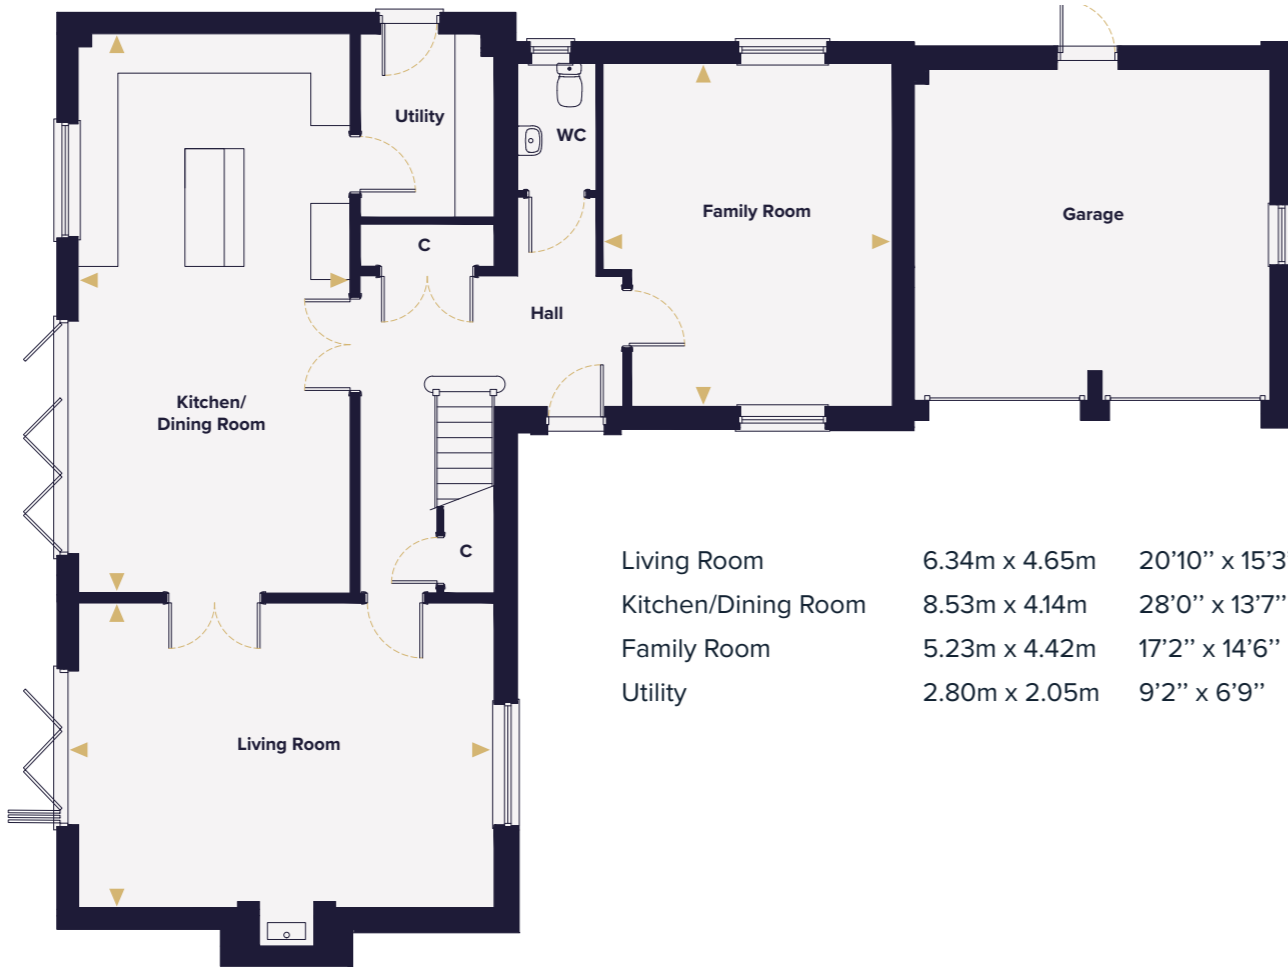 Utility
WC
Family Room
Garage
C
Hall
Kitchen/
Dining Room
C
Living Room
Living Room 6.34m x 4.65m 20'10'' x 15'3
Kitchen/Dining Room 8.53m x 4.14m 28'0'' x 13'7''
Family Room 5.23m x 4.42m 17'2'' x 14'6''
Utility 2.80m x 2.05m 9'2'' x 6'9''